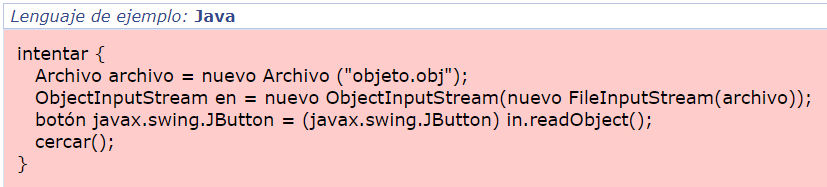 Lenguaje de ejemplo: Java
intentar {
Archivo archivo = nuevo Archivo ("objeto.obj");
ObjectInputStream en = nuevo ObjectInputStream(nuevo FileInputStream(archivo));
botón javax.swing.JButton = (javax.swing.JButton) in.readObject();
cercar();
}